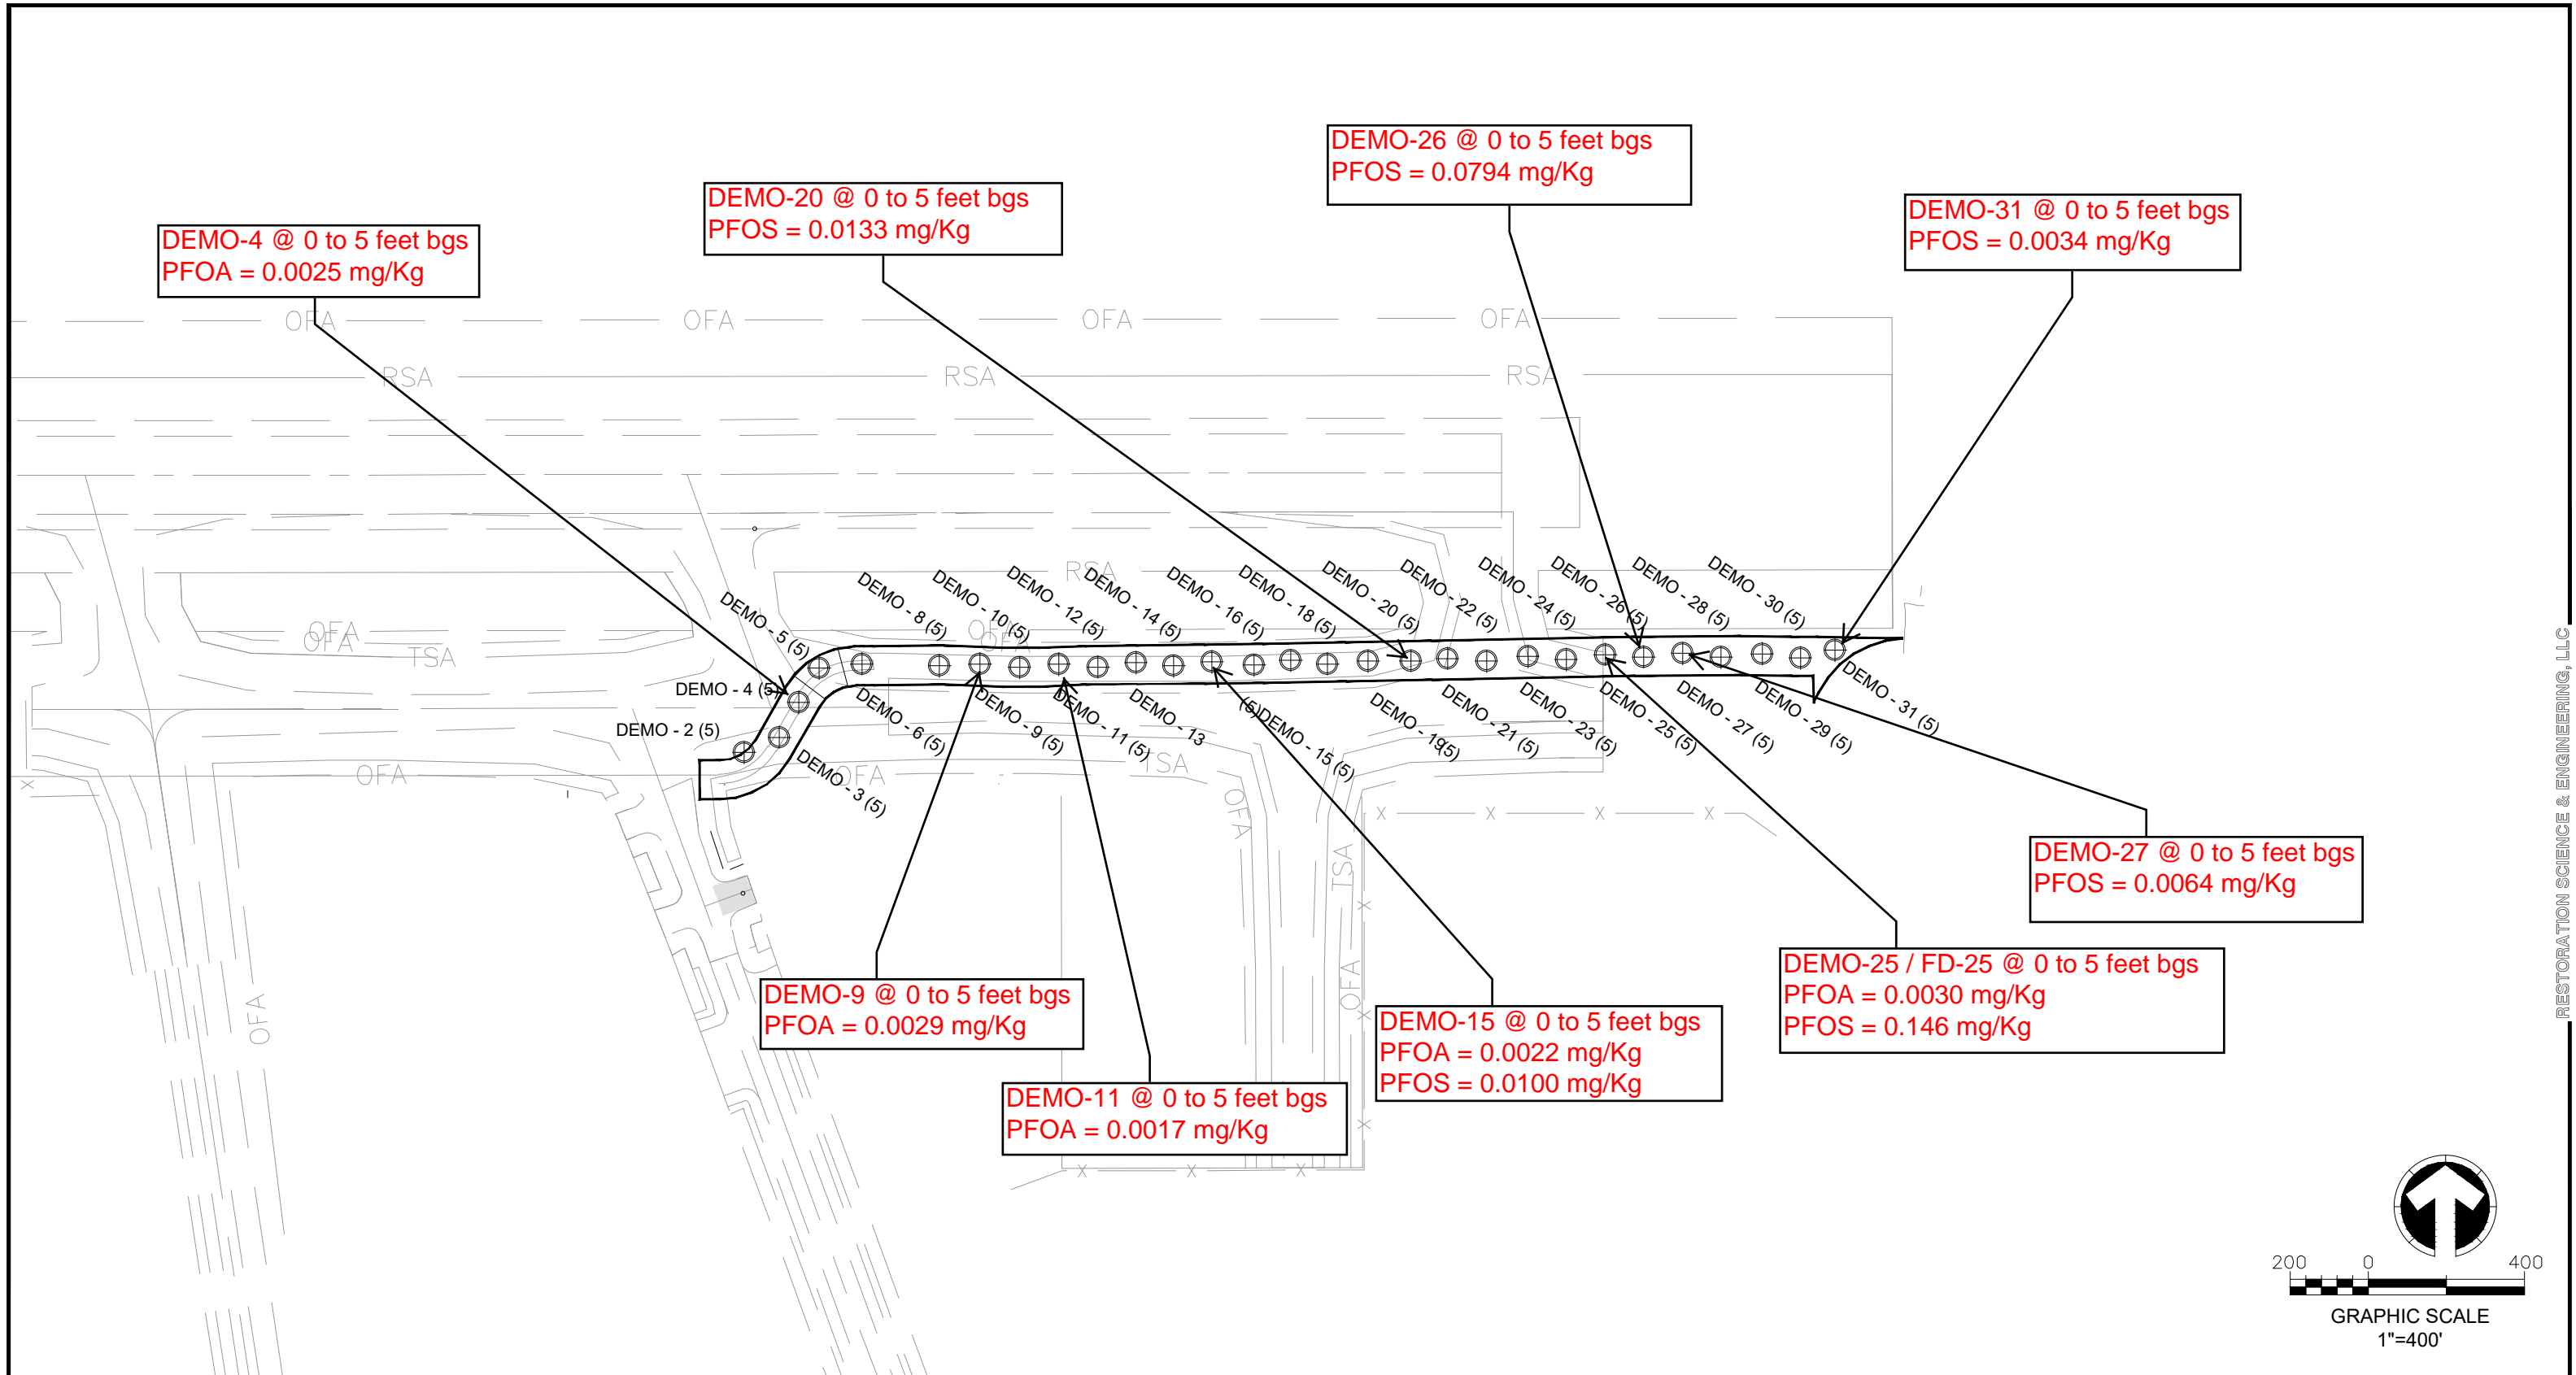 DEMO-26 @ 0 to 5 feet bgs
PFOS = 0.0794 mg/Kg
DEMO-20 @ 0 to 5 feet bgs
PFOS = 0.0133 mg/Kg
DEMO-31 @ 0 to 5 feet bgs
PFOS = 0.0034 mg/Kg
DEMO-4 @ 0 to 5 feet bgs
PFOA = 0.0025 mg/Kg
OFA
OFA
OFA
OFA
RSA
RSA
RSA
RSA
OFA
OFA
TSA
OFA
OFA
DEMO - 5 (5)
DEMO - 8 (5)
DEMO - 10 (5)
DEMO - 12 (5)
DEMO - 14 (5)
DEMO - 16 (5)
DEMO - 18 (5)
DEMO - 20 (5)
DEMO - 22 (5)
DEMO - 24 (5)
DEMO - 26 (5)
DEMO - 28 (5)
DEMO - 30 (5)
DEMO - 4 (5)
DEMO - 2 (5)
DEMO - 3 (5)
DEMO - 6 (5)
DEMO - 9 (5)
DEMO - 11 (5)
DEMO - 13
(5)
DEMO - 15 (5)
DEMO - 19(5)
DEMO - 21 (5)
DEMO - 23 (5)
DEMO - 25 (5)
DEMO - 27 (5)
DEMO - 29 (5)
DEMO - 31 (5)
OFA
OFA
TSA
OFA
TSA
OFA
OFA
X
X
X
X
X
X
X
X
X
X
X
DEMO-27 @ 0 to 5 feet bgs
PFOS = 0.0064 mg/Kg
DEMO-25 / FD-25 @ 0 to 5 feet bgs
PFOA = 0.0030 mg/Kg
PFOS = 0.146 mg/Kg
DEMO-9 @ 0 to 5 feet bgs
PFOA = 0.0029 mg/Kg
DEMO-15 @ 0 to 5 feet bgs
PFOA = 0.0022 mg/Kg
PFOS = 0.0100 mg/Kg
DEMO-11 @ 0 to 5 feet bgs
PFOA = 0.0017 mg/Kg
RESTORATION SCIENCE & ENGINEERING, LLC
200 0 400
GRAPHIC SCALE
1"=400'